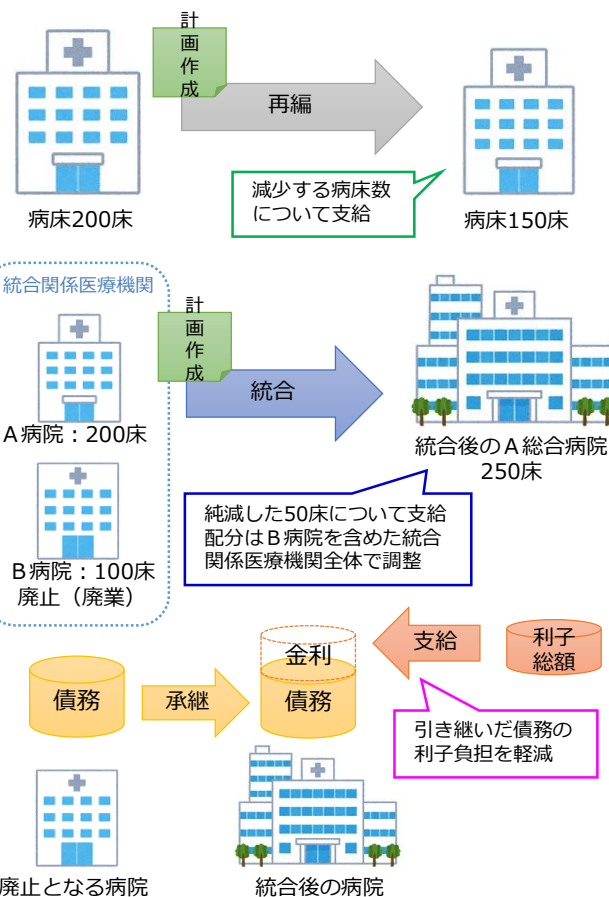 計
画
作
成
再編
減少する病床数
について支給
病床200床
病床150床
統合関係医療機関
計
画
作
成
統合
A病院：200床
統合後のA総合病院
250床
B病院：100床
廃止（廃業）
純減した50床について支給
配分はB病院を含めた統合
関係医療機関全体で調整
債務
承継
金利
債務
支給
利子
総額
引き継いだ債務の
利子負担を軽減
廃止となる病院
統合後の病院